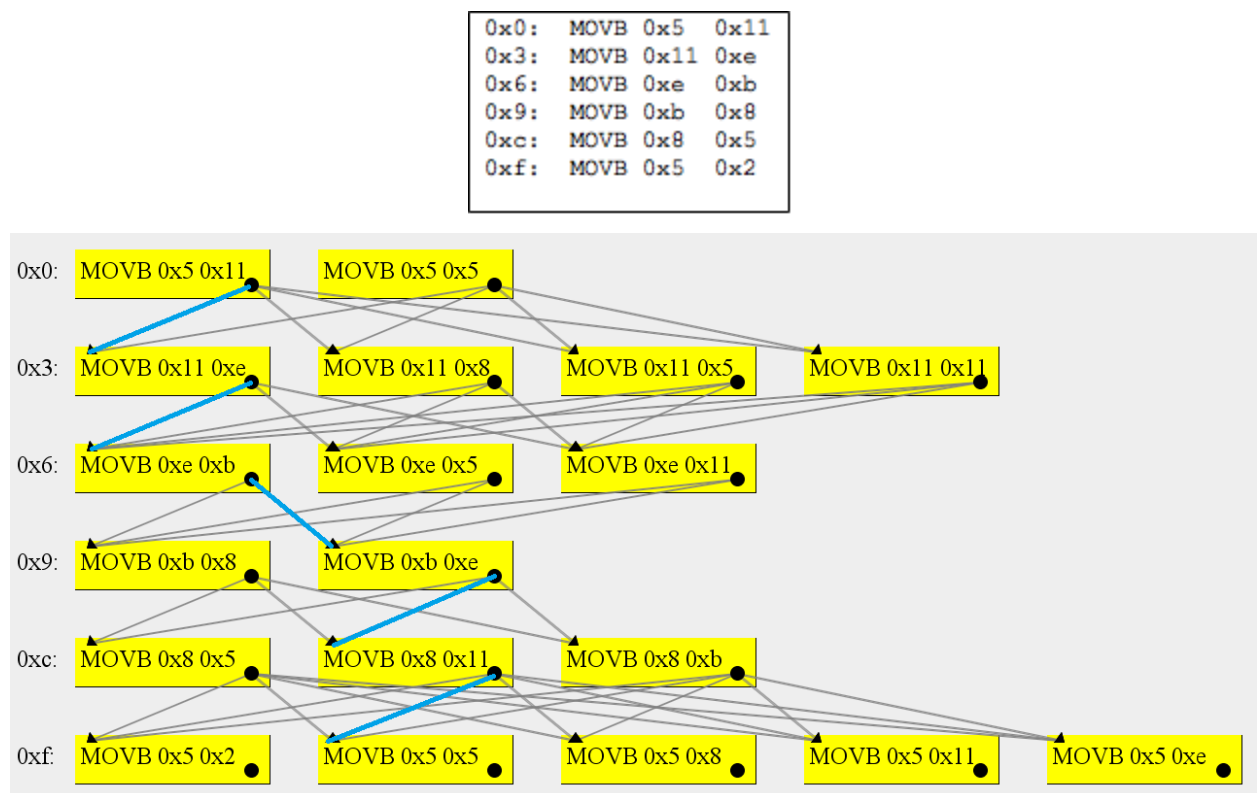 0x0: MOVB 0x5 0x11
0x3: MOVB 0x11 0xe
0x6: MOVB 0xe 0xb
0x9: MOVB 0xb 0x8
0xc: MOVB 0x8 0x5
0xf: MOVB 0x5 0x2
0x0: MOVB 0x5 0x11 MOVB 0x5 0x5
0x3: MOVB 0x11 0xe MOVB 0x11 0x8 MOVB 0x11 0x5 MOVB 0x11 0x11
0x6: MOVB 0xe 0xb MOVB 0xe 0x5 MOVB 0xe 0x11
0x9: MOVB 0xb 0x8 MOVB 0xb 0xe
0xc: MOVB 0x8 0x5 MOVB 0x8 0x11 MOVB 0x8 0xb
0xf: MOVB 0x5 0x2 MOVB 0x5 0x5 MOVB 0x5 0x8 MOVB 0x5 0x11 MOVB 0x5 0xe